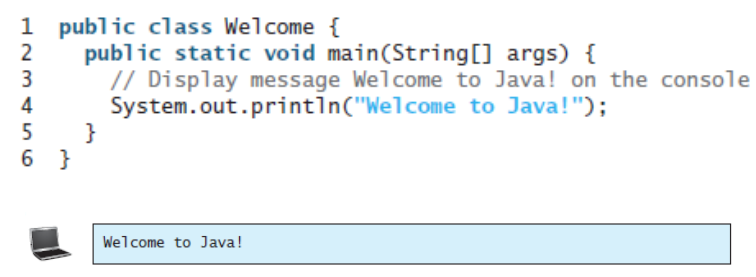 1 public class Welcome {
2 public static void main(String[] args) {
3 // Display message Welcome to Java! on the console
4 System.out.println("Welcome to Java!");
5 }
6 }
Welcome to Java!